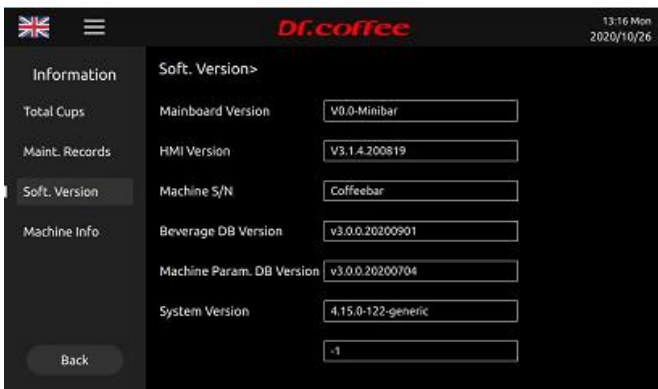 Dr.coffee
13:16 Mon
2020/10/26
Information
Total Cups
Maint. Records
Soft. Version
Machine Info
Back
Soft. Version>
Mainboard Version V0.0-Minibar
HMI Version V3.1.4.200819
Machine S/N Coffeebar
Beverage DB Version v3.0.0.20200901
Machine Param. DB Version v3.0.0.20200704
System Version 4.15.0-122-generic
-1